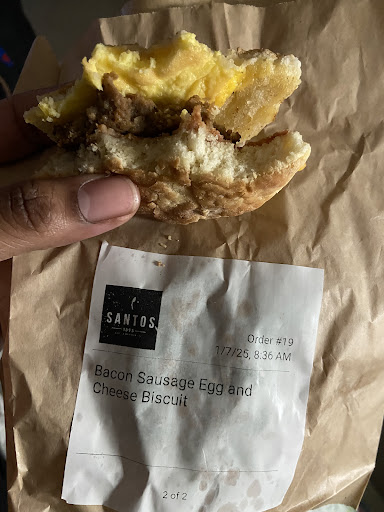 SANTOS
Order #19
1/7/25, 8:36 AM
Bacon Sausage Egg and
Cheese Biscuit
2 of 2